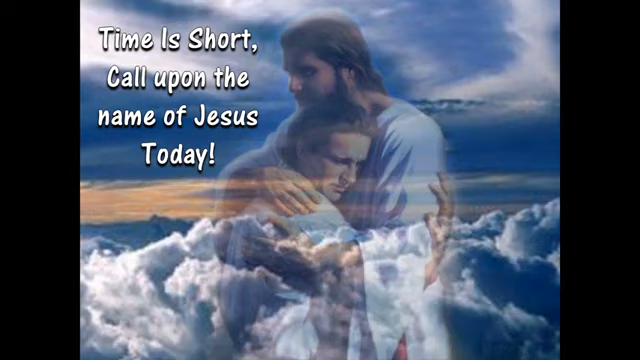 Time Is Short,
Call upon the
name of Jesus
Today!